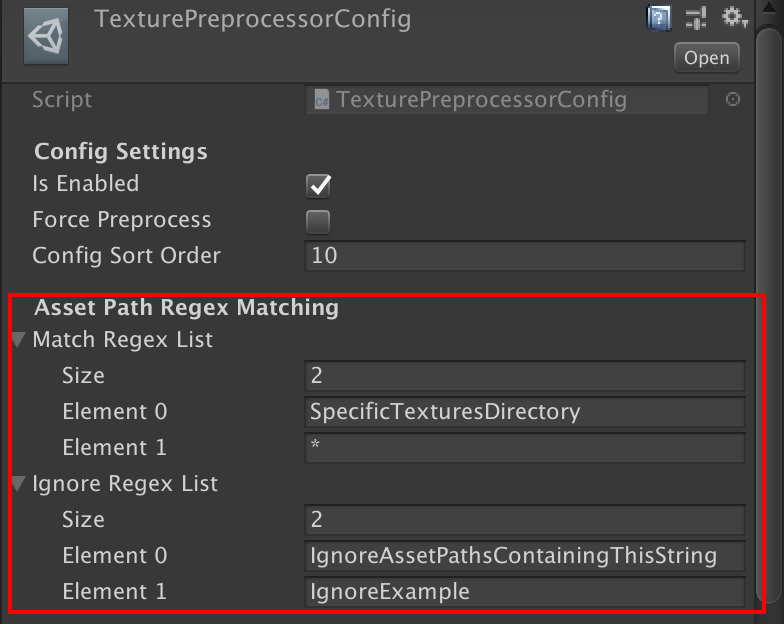 TexturePreprocessorConfig
Open
Script
C# TexturePreprocessorConfig
Config Settings
Is Enabled
Force Preprocess
Config Sort Order 10
Asset Path Regex Matching
Match Regex List
Size 2
Element 0 SpecificTexturesDirectory
Element 1 *
Ignore Regex List
Size 2
Element 0 IgnoreAssetPathsContainingThisString
Element 1 IgnoreExample